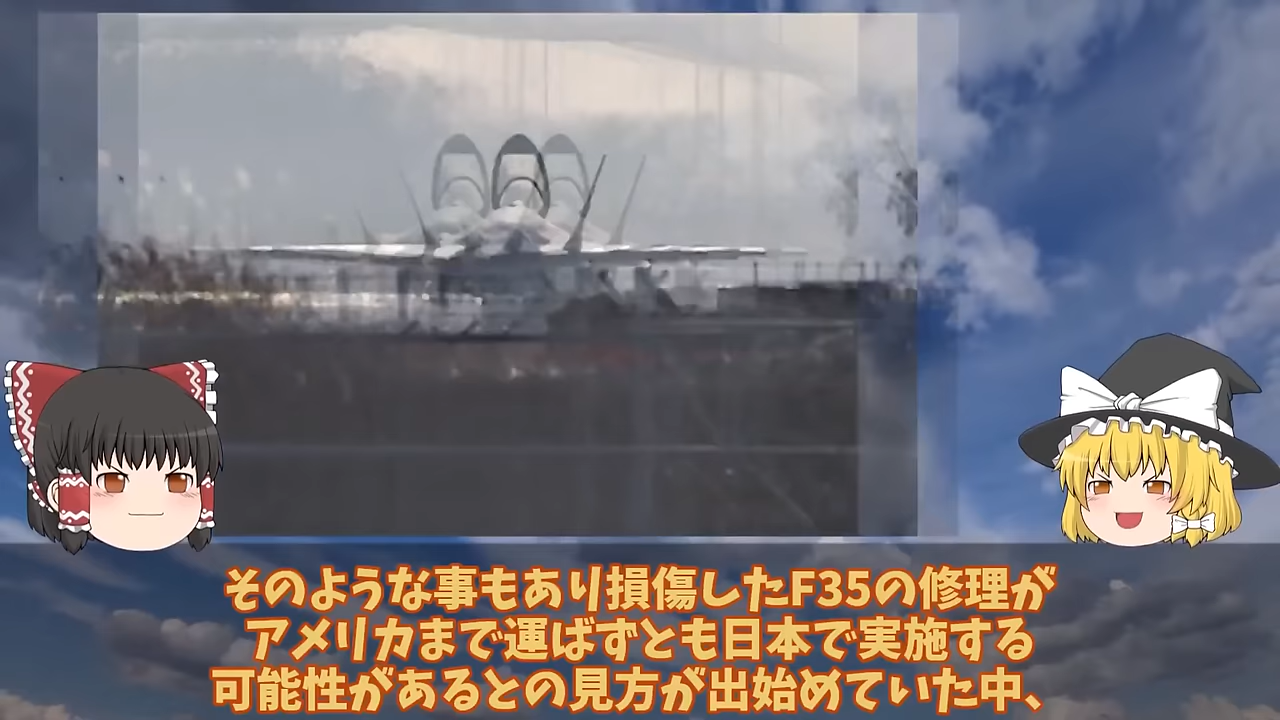 そのような事もあり損傷したF35の修理が
アメリカまで運ばずとも日本で実施する
可能性があるとの見方が出始めていた中、